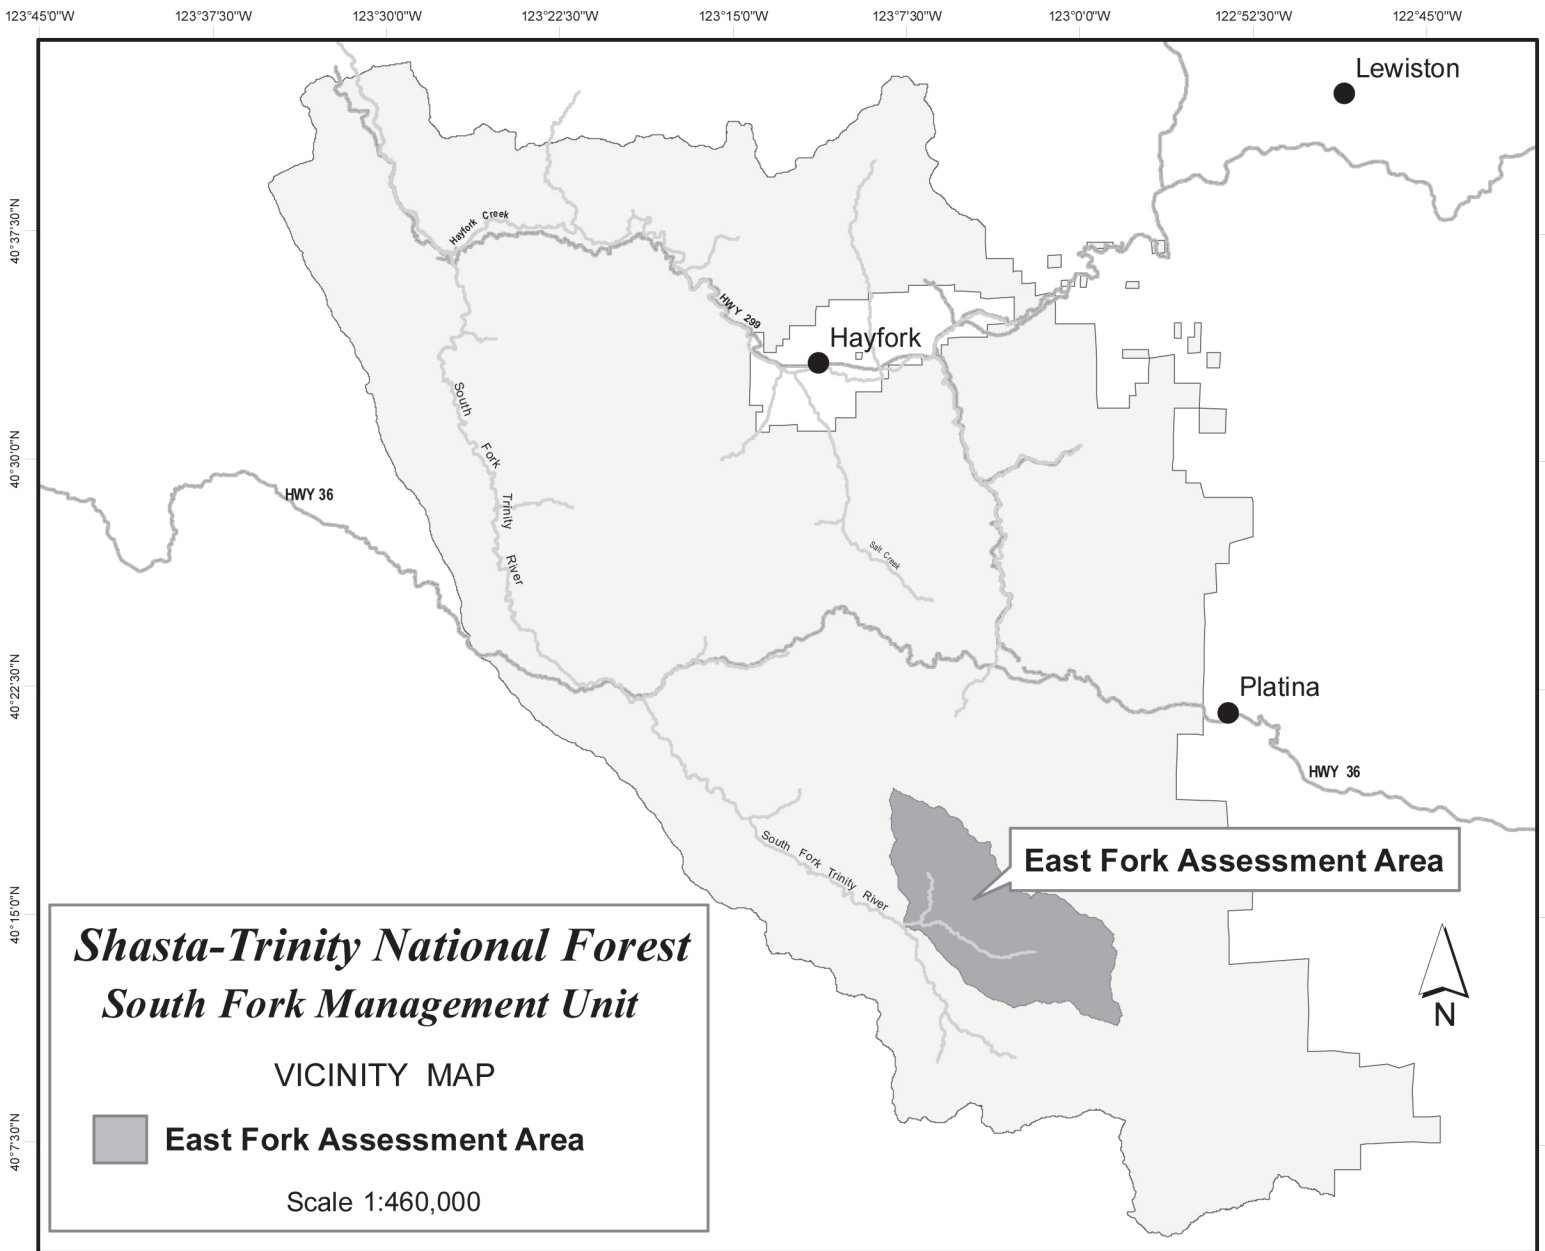 123°45'0"W 123°37'30"W 123°30'0"W 123°22'30"W 123°15'0"W 123°7'30"W 123°0'0"W 122°52'30"W 122°45'0"W
Lewiston
40°37'30"N
Hayfork Creek
HWY 299
Hayfork
South Fork Trinity River
40°30'0"N
HWY 36
Salt Creek
40°22'30"N
Platina
HWY 36
South Fork Trinity River
East Fork Assessment Area
40°15'0"N
Shasta-Trinity National Forest
South Fork Management Unit
VICINITY MAP
East Fork Assessment Area
Scale 1:460,000
N
40°7'30"N